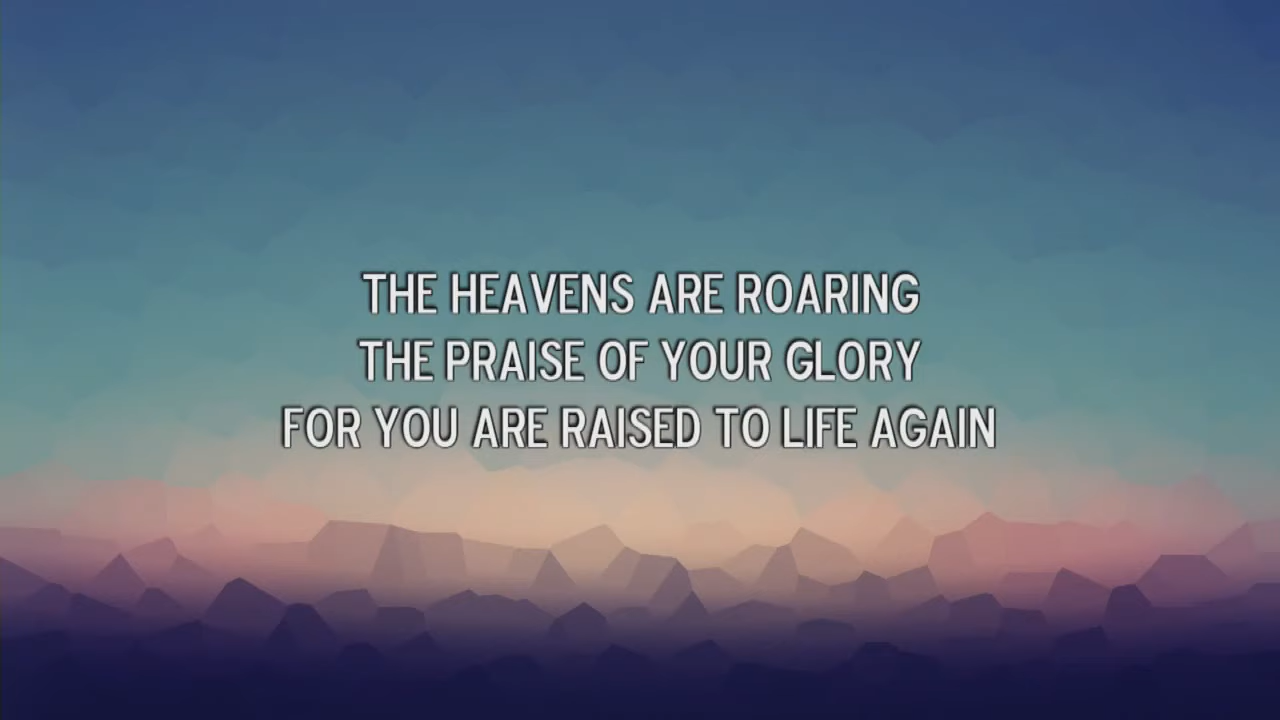 THE HEAVENS ARE ROARING
THE PRAISE OF YOUR GLORY
FOR YOU ARE RAISED TO LIFE AGAIN